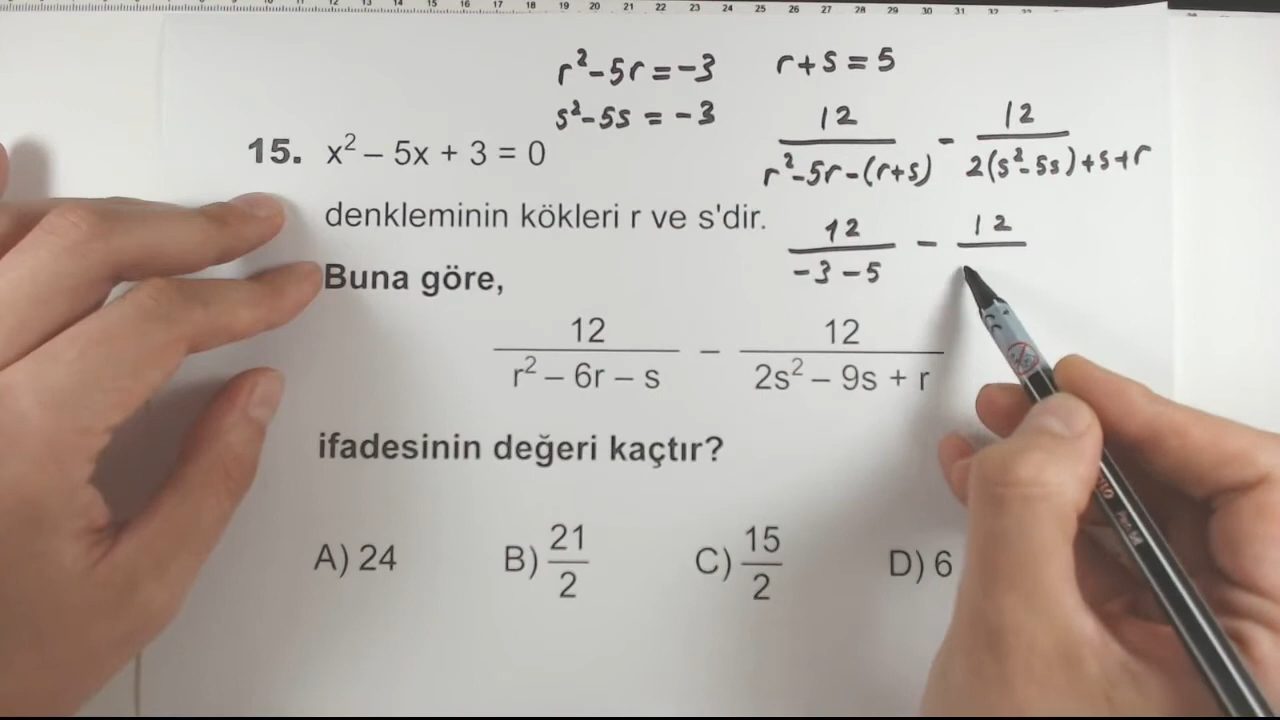 r² – 5r = –3 r + s = 5
s² – 5s = –3
12 / r² – 5r – (r+s) – 12 / 2(s² – 5s) + s + r
15. x² – 5x + 3 = 0
denkleminin kökleri r ve s'dir.
12 / –3 – 5 – 12 /
Buna göre,
12 / r² – 6r – s – 12 / 2s² – 9s + r
ifadesinin değeri kaçtır?
A) 24 B) 21/2 C) 15/2 D) 6